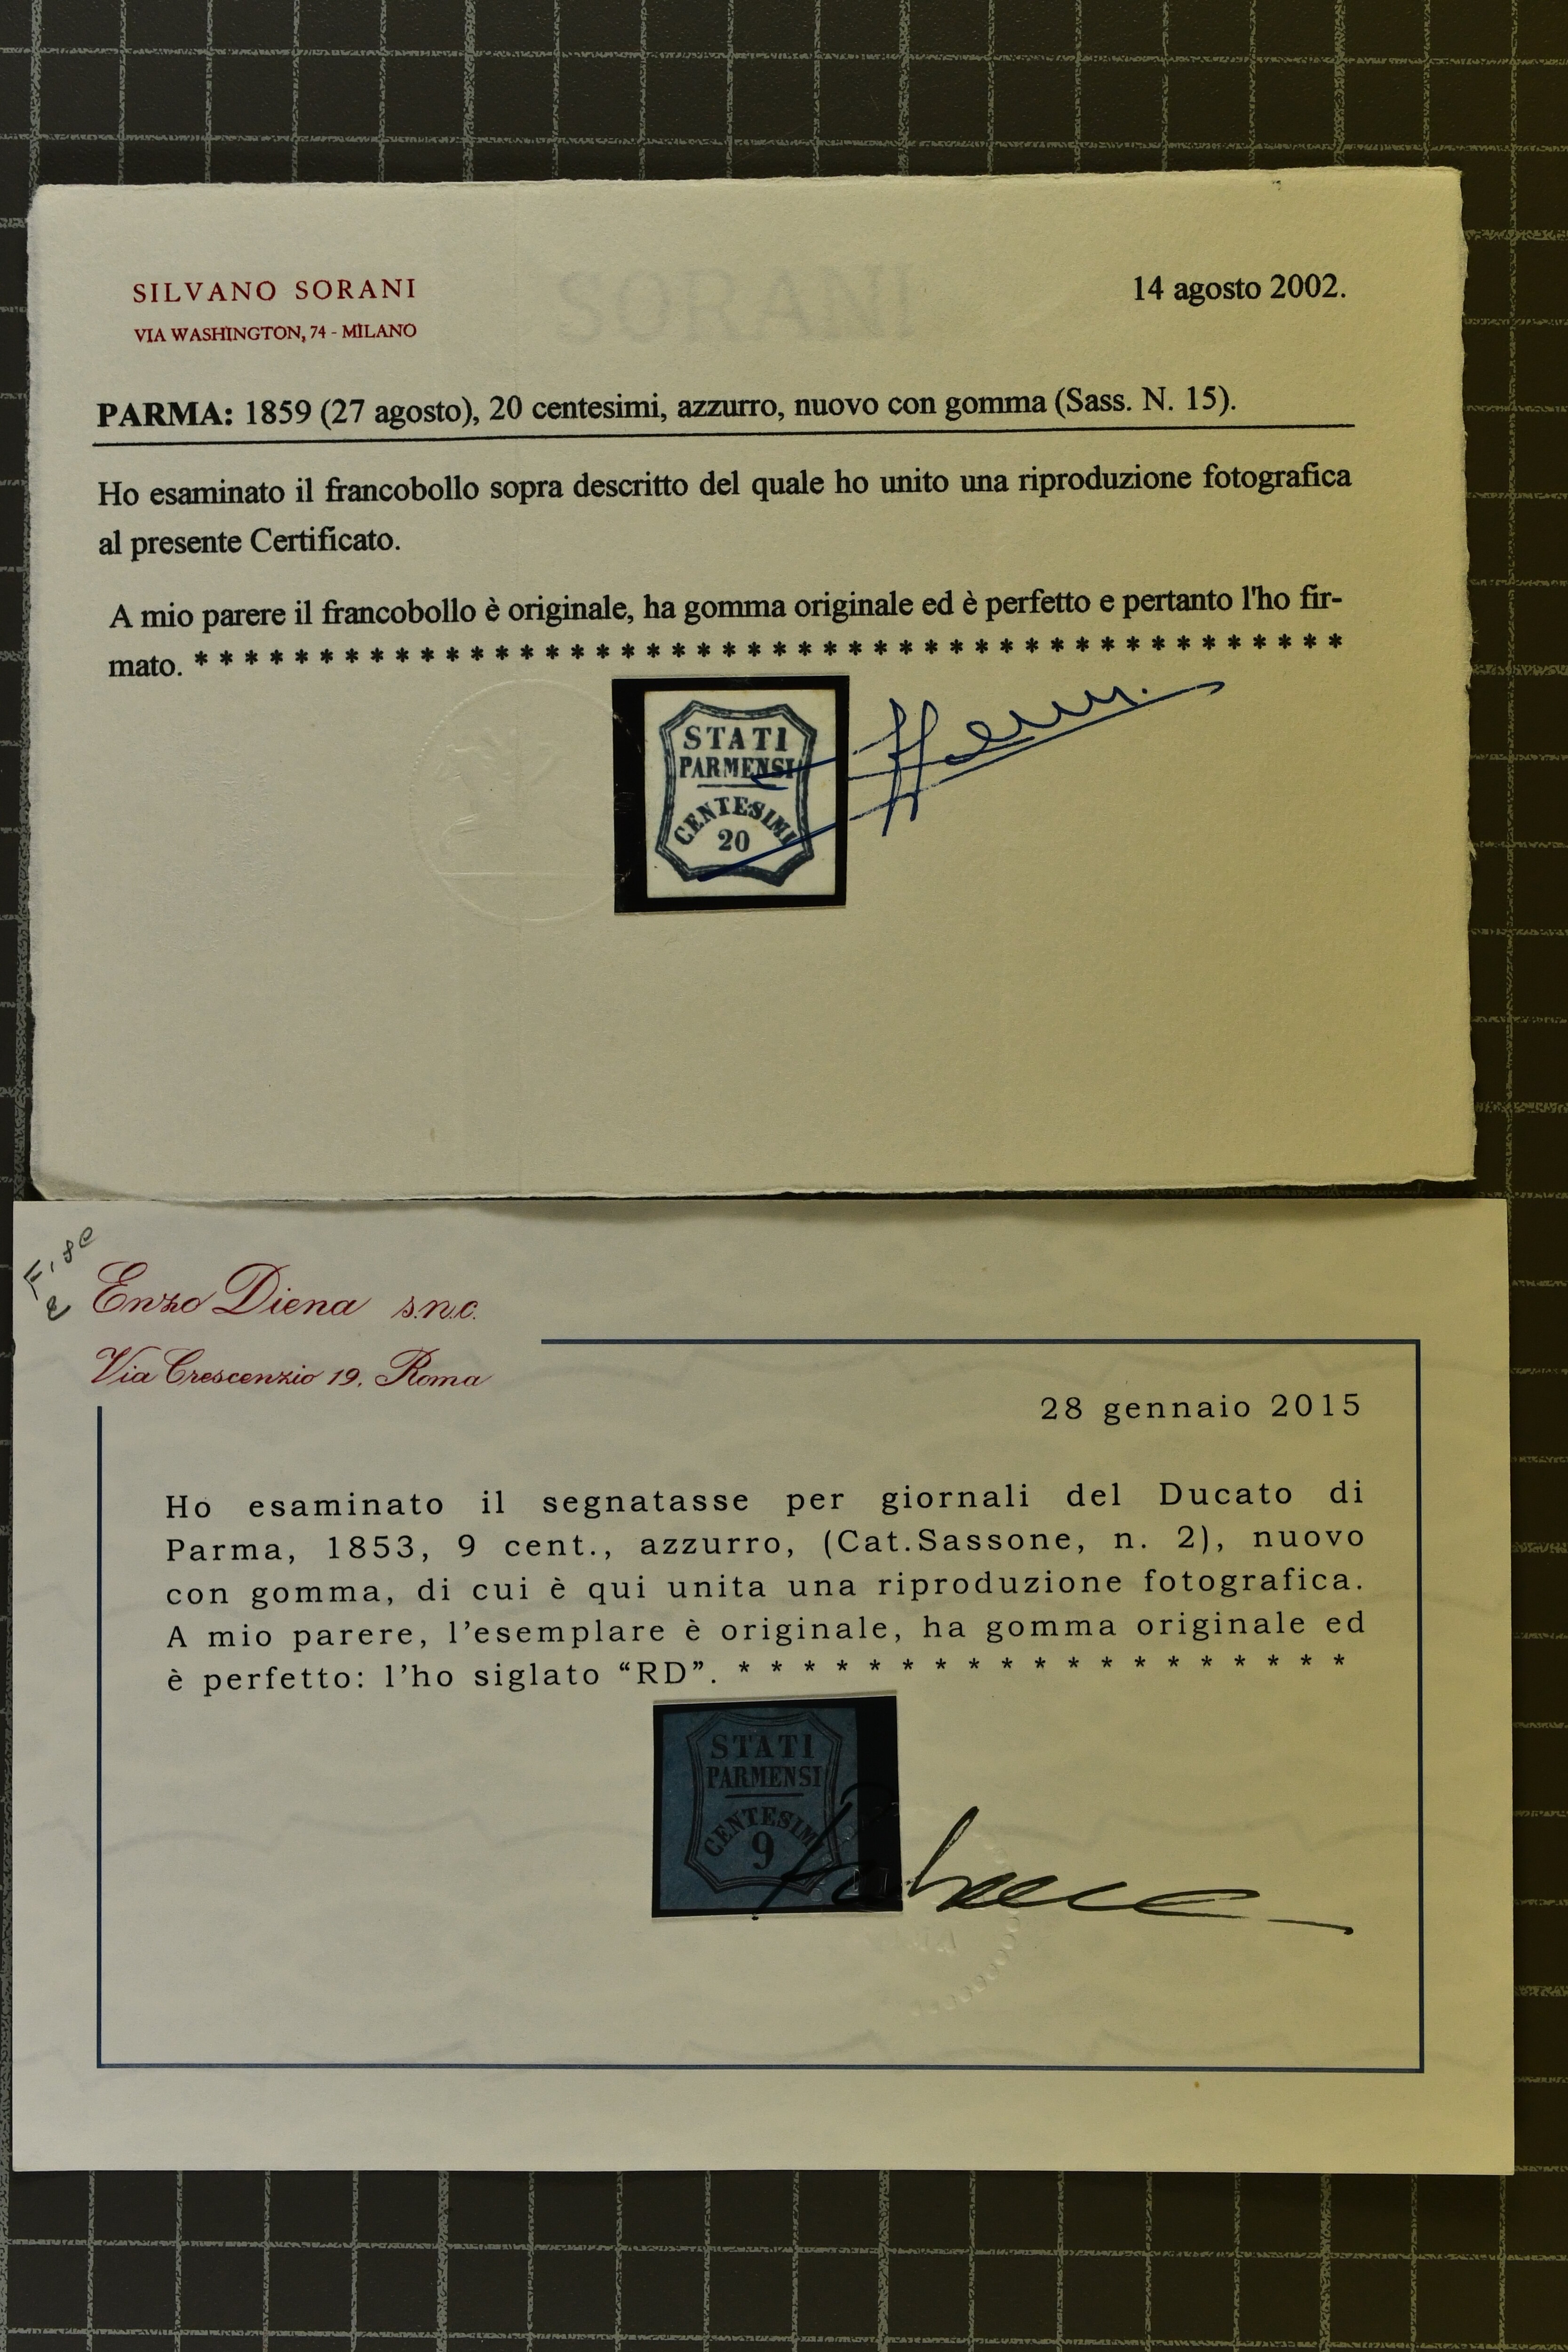 SORANI
SILVANO SORANI
VIA WASHINGTON, 74 - MILANO
14 agosto 2002.
PARMA: 1859 (27 agosto), 20 centesimi, azzurro, nuovo con gomma (Sass. N. 15).
Ho esaminato il francobollo sopra descritto del quale ho unito una riproduzione fotografica
al presente Certificato.
A mio parere il francobollo è originale, ha gomma originale ed è perfetto e pertanto l'ho fir-
mato. * * * * * * * * * * * * * * * * * * * * * * * * * * * * * * * * * * * * * * * * * * * * * *
STATI
PARMENSI
CENTESIMI
20
Enzo Diena s.n.c.
Via Crescenzio 19, Roma
28 gennaio 2015
Ho esaminato il segnatasse per giornali del Ducato di
Parma, 1853, 9 cent., azzurro, (Cat.Sassone, n. 2), nuovo
con gomma, di cui è qui unita una riproduzione fotografica.
A mio parere, l'esemplare è originale, ha gomma originale ed
è perfetto: l'ho siglato “RD”. * * * * * * * * * * * * * * * * * * *
STATI
PARMENSI
CENTESIMI
9